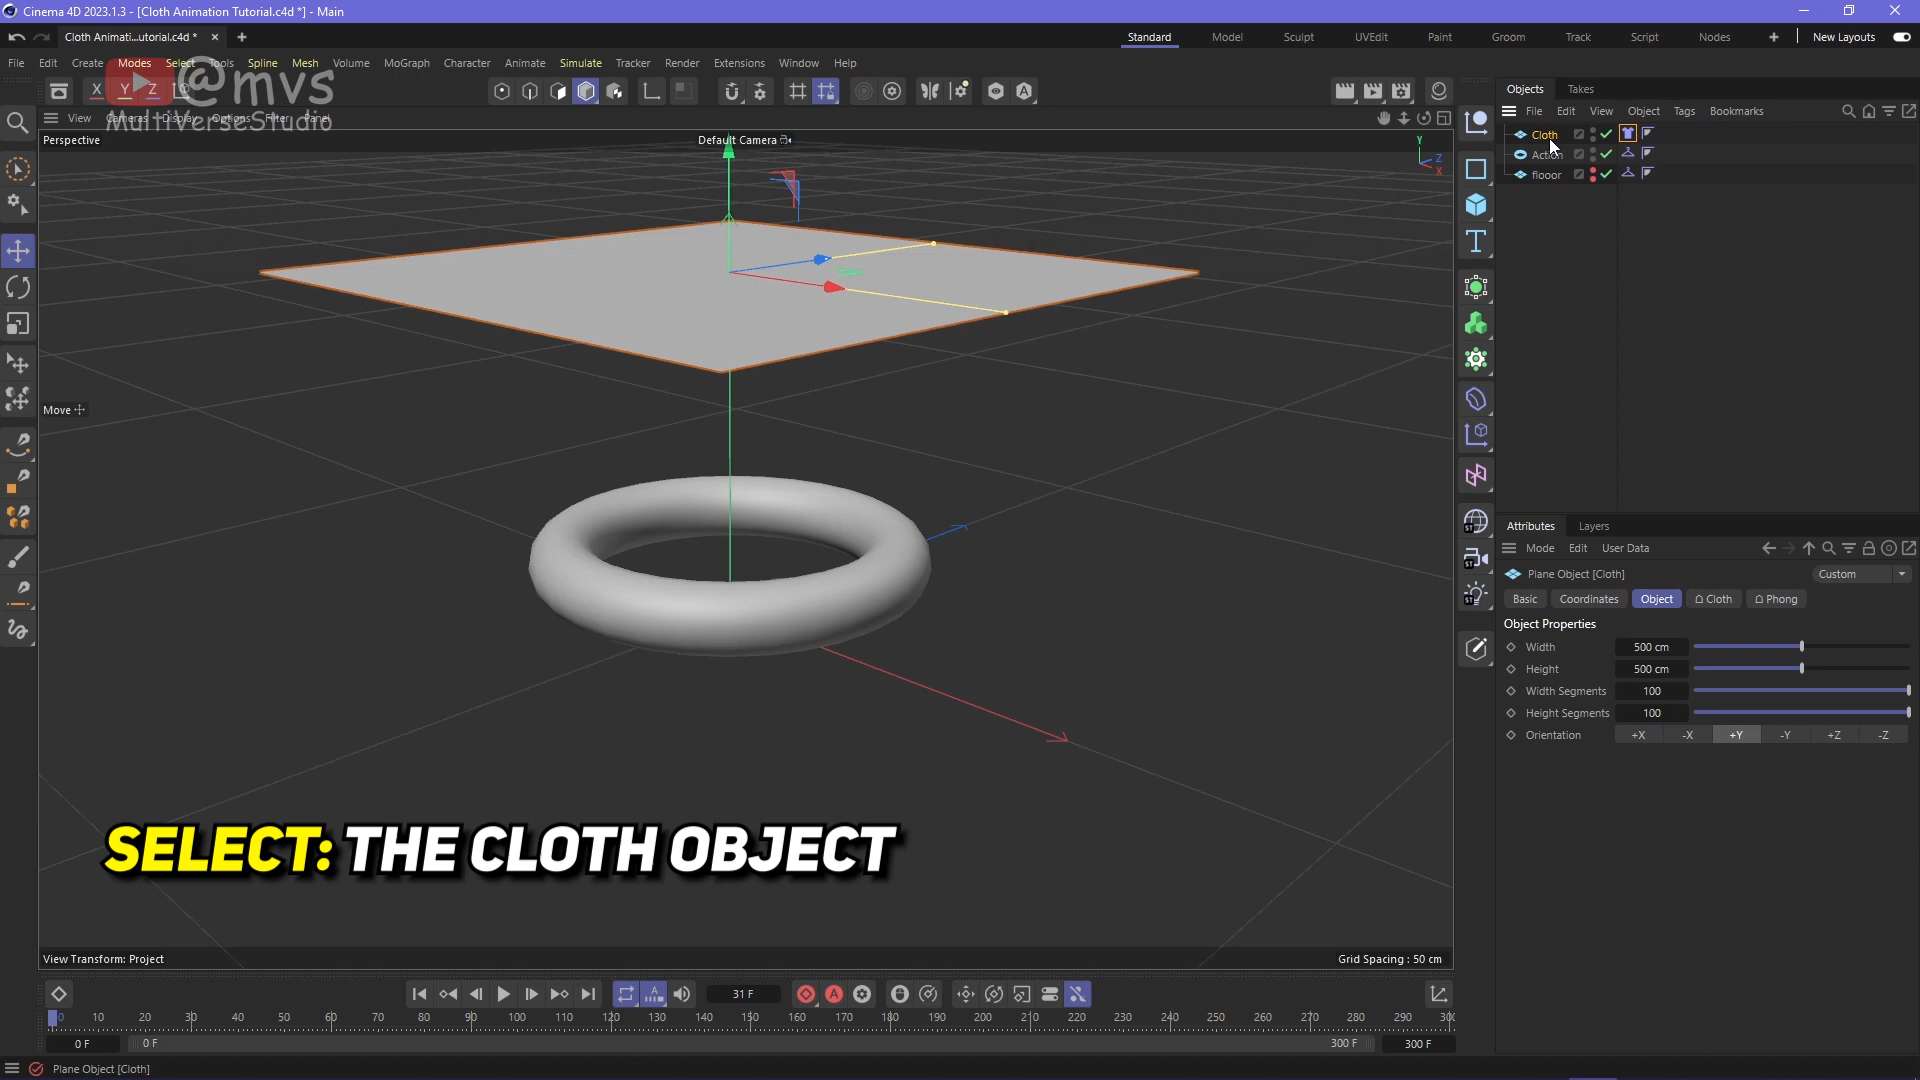 Cinema 4D 2023.1.3 - [Cloth Animation Tutorial.c4d *] - Main
Cloth Animati...utorial.c4d *
Standard Model Sculpt UVEdit Paint Groom Track Script Nodes New Layouts
File Edit Create Modes Select Tools Spline Mesh Volume MoGraph Character Animate Simulate Tracker Render Extensions Window Help
@mvs
MultiVerseStudio
X Y Z
Objects Takes
File Edit View Object Tags Bookmarks
View Cameras Display Options Filter Panel
Perspective
Default Camera
Y
Z
X
Cloth
Action
flooor
Move
Attributes Layers
Mode Edit User Data
Plane Object [Cloth]
Custom
Basic Coordinates Object Cloth Phong
Object Properties
Width 500 cm
Height 500 cm
Width Segments 100
Height Segments 100
Orientation +X -X +Y -Y +Z -Z
SELECT: THE CLOTH OBJECT
View Transform: Project
Grid Spacing : 50 cm
31 F
0 10 20 30 40 50 60 70 80 90 100 110 120 130 140 150 160 170 180 190 200 210 220 230 240 250 260 270 280 290
0 F 0 F 300 F 300 F
Plane Object [Cloth]